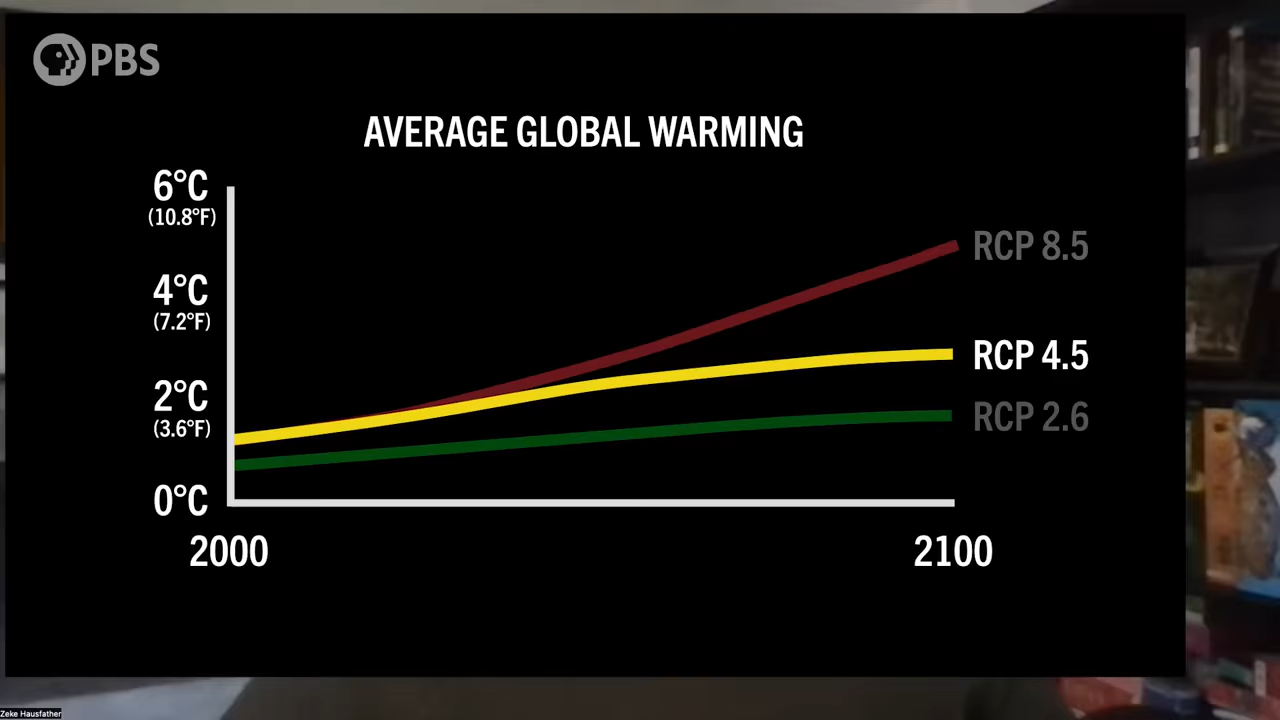 PBS
AVERAGE GLOBAL WARMING
6°C
(10.8°F)
4°C
(7.2°F)
2°C
(3.6°F)
0°C
2000
2100
RCP 8.5
RCP 4.5
RCP 2.6
Zeke Hausfather